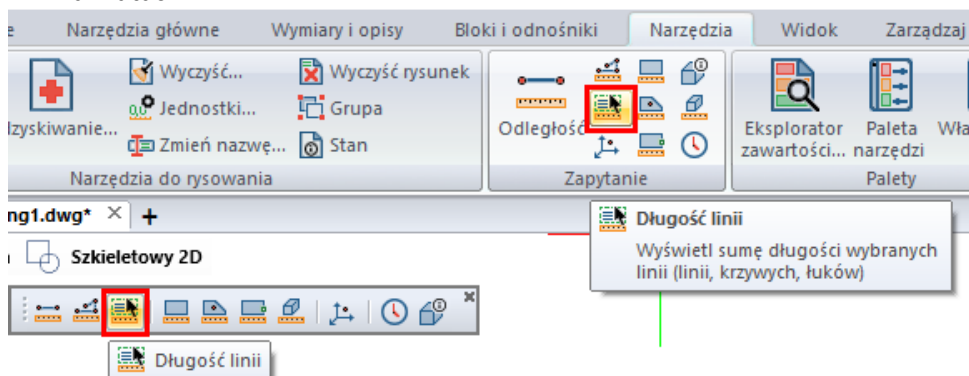 Narzędzia główne Wymiary i opisy Bloki i odnośniki Narzędzia Widok Zarządzaj
Wyczyść... Wyczyść rysunek
Jednostki... Grupa
zyskiwanie... Zmień nazwę... Stan
Narzędzia do rysowania
Odległość
Zapytanie
Eksplorator zawartości...
Paleta narzędzi
Wła
Palety
ng1.dwg* × +
Szkieletowy 2D
Długość linii
Wyświetl sumę długości wybranych
linii (linii, krzywych, łuków)
Długość linii